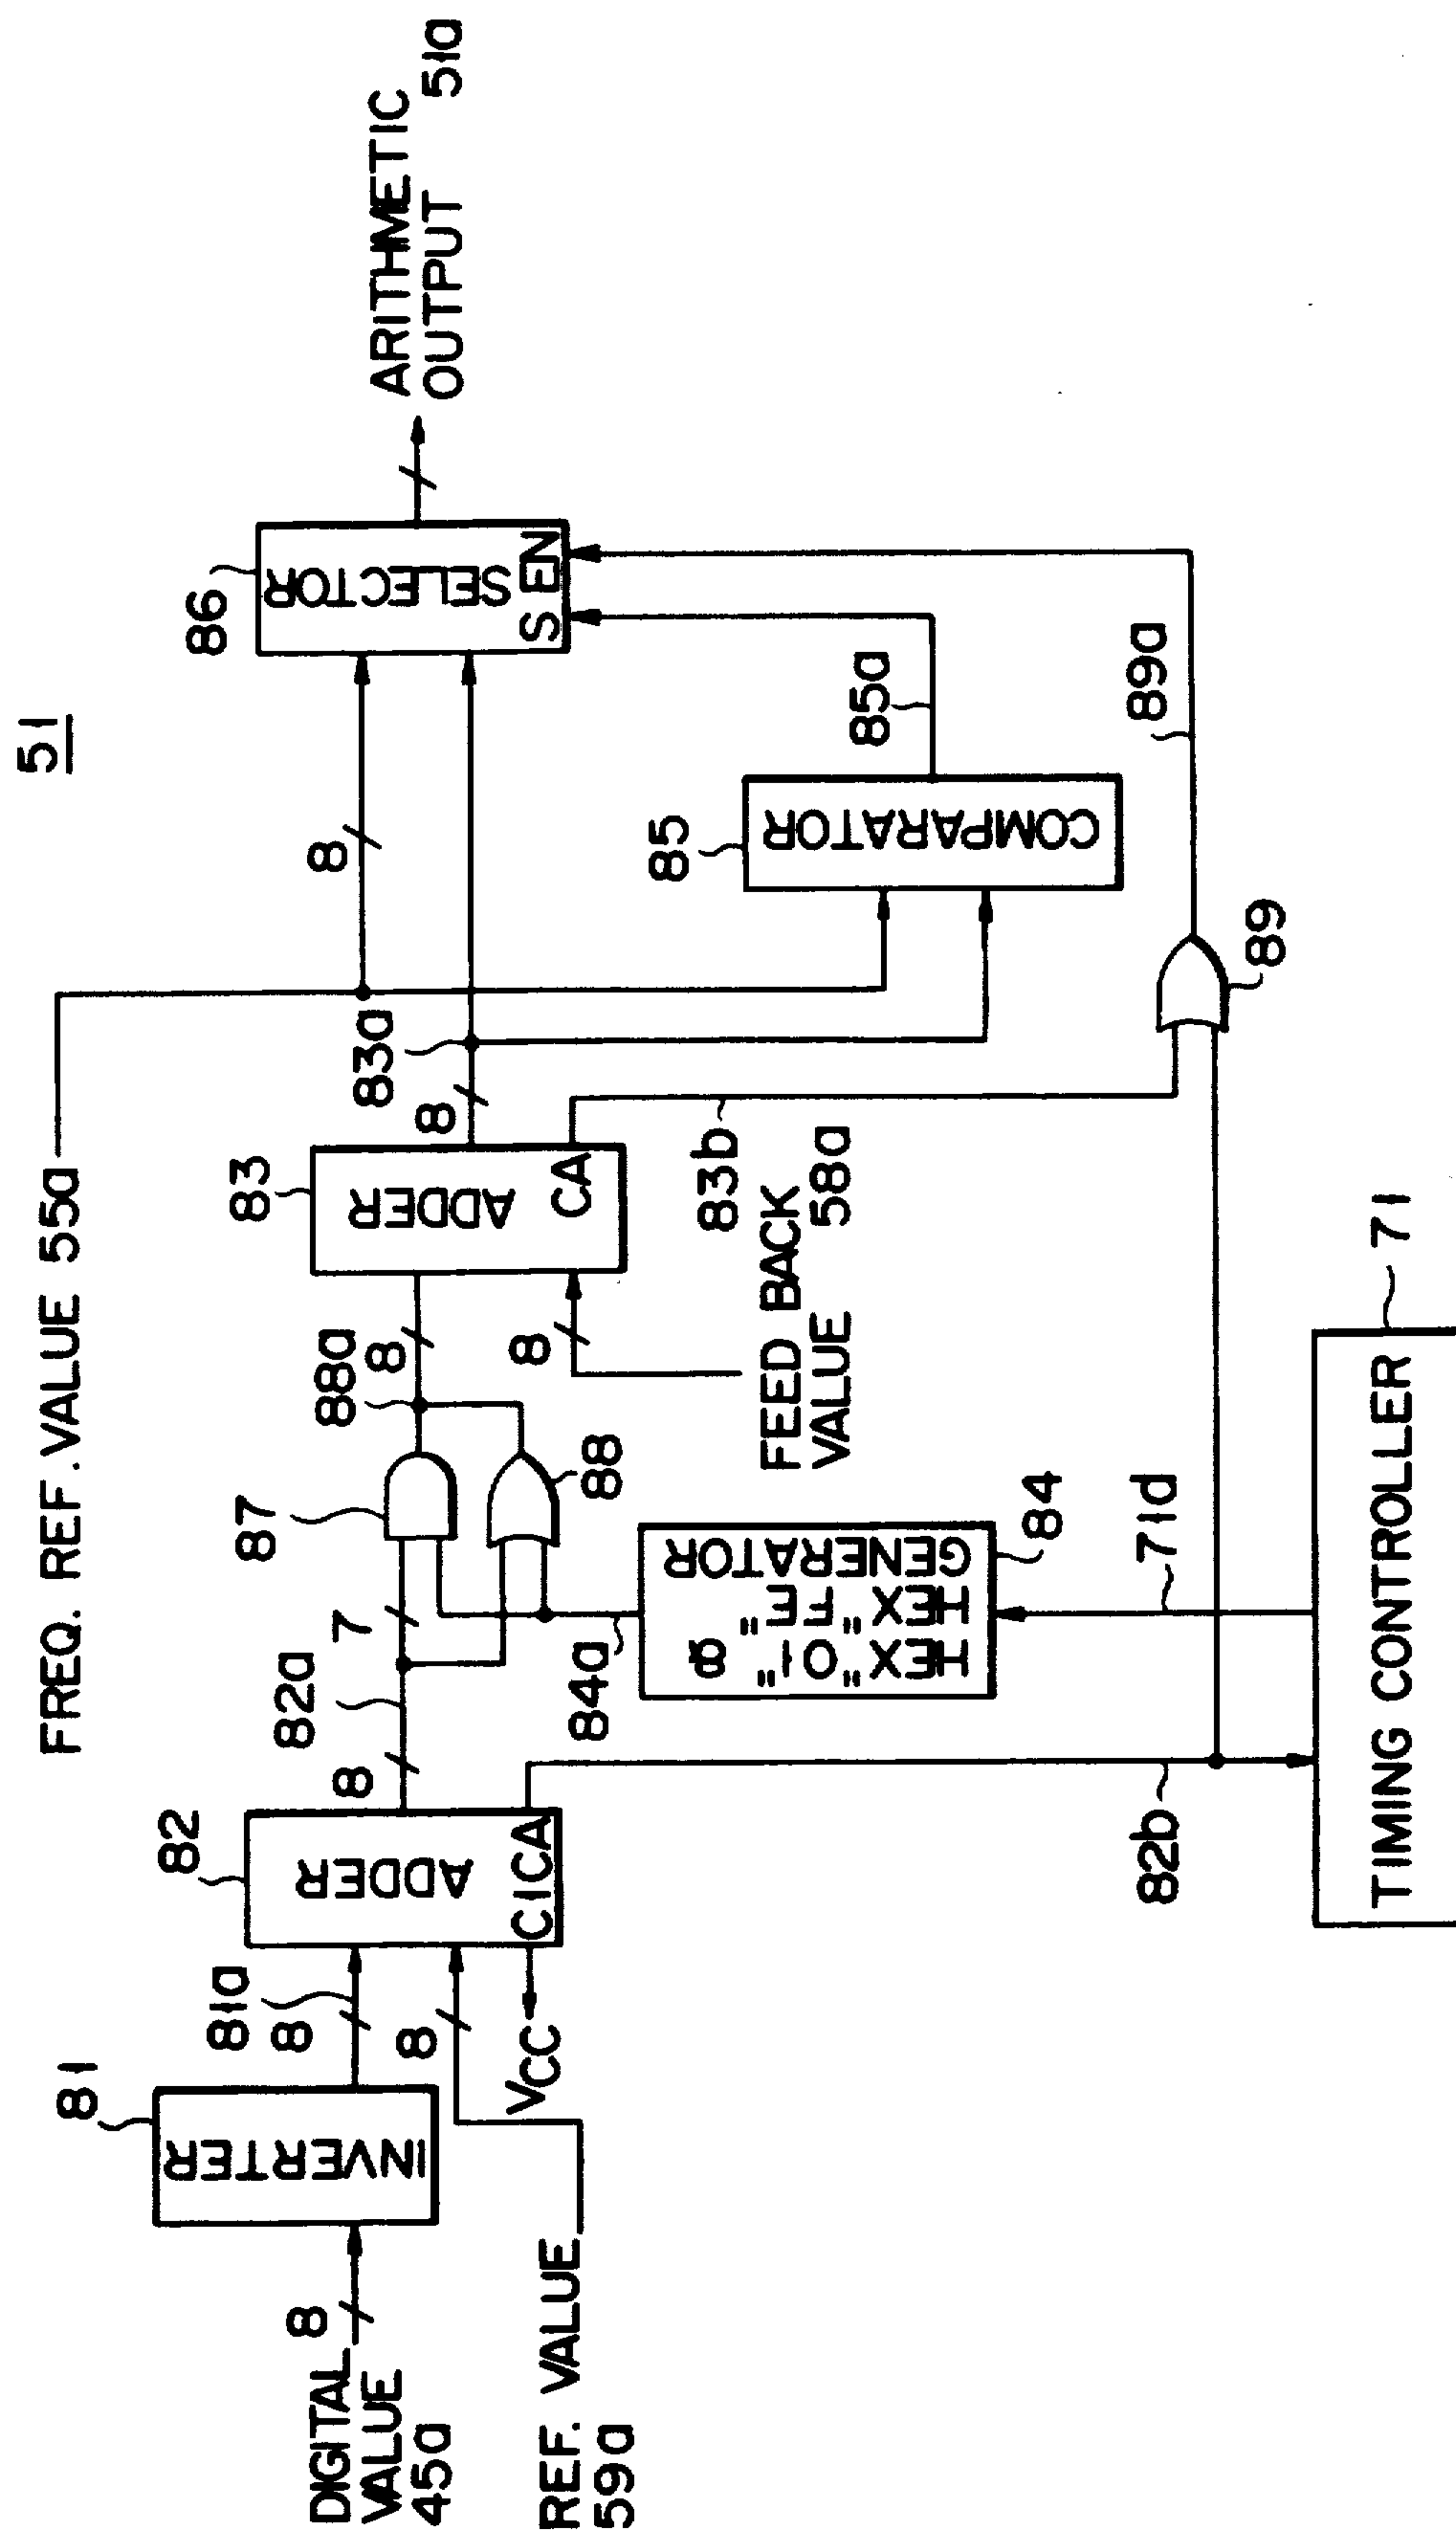 51
FREQ. REF. VALUE 55a
DIGITAL
VALUE
45a
8
INVERTER
81
81a
8
REF. VALUE
59a
8
VCC
ADDER
CI CA
82
8
82a
82b
7
87
88
88a
8
84a
HEX "01" &
HEX "FE"
GENERATOR
84
71d
TIMING CONTROLLER
71
FEED BACK
VALUE 58a
8
ADDER
CA
83
8
83a
83b
8
COMPARATOR
85
85a
89
89a
SELECTOR
S EN
86
ARITHMETIC
OUTPUT 51a